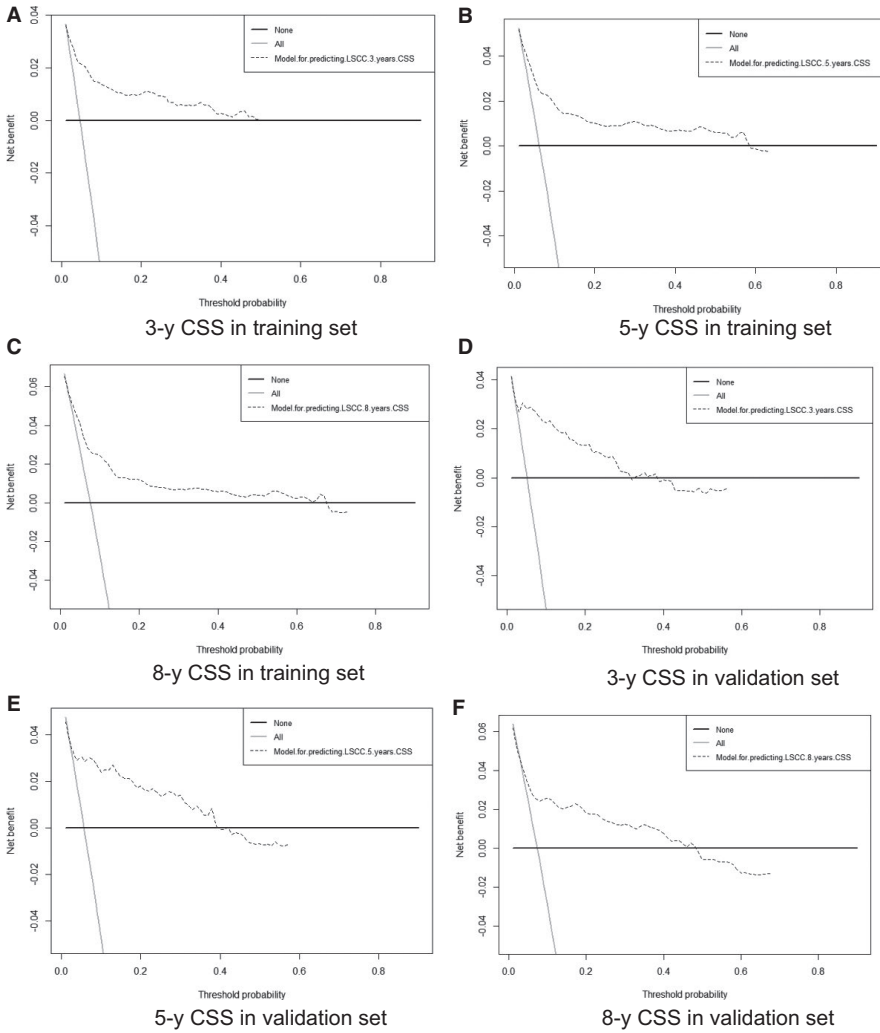 A
None
All
Model.for.predicting.LSCC.3.years.CSS
Net benefit
0.04
0.02
0.00
-0.02
-0.04
0.0 0.2 0.4 0.6 0.8
Threshold probability
3-y CSS in training set
B
None
All
Model.for.predicting.LSCC.5.years.CSS
Net benefit
0.04
0.02
0.00
-0.02
-0.04
0.0 0.2 0.4 0.6 0.8
Threshold probability
5-y CSS in training set
C
None
All
Model.for.predicting.LSCC.8.years.CSS
Net benefit
0.06
0.04
0.02
0.00
-0.02
-0.04
0.0 0.2 0.4 0.6 0.8
Threshold probability
8-y CSS in training set
D
None
All
Model.for.predicting.LSCC.3.years.CSS
Net benefit
0.04
0.02
0.00
-0.02
-0.04
0.0 0.2 0.4 0.6 0.8
Threshold probability
3-y CSS in validation set
E
None
All
Model.for.predicting.LSCC.5.years.CSS
Net benefit
0.04
0.02
0.00
-0.02
-0.04
0.0 0.2 0.4 0.6 0.8
Threshold probability
5-y CSS in validation set
F
None
All
Model.for.predicting.LSCC.8.years.CSS
Net benefit
0.06
0.04
0.02
0.00
-0.02
-0.04
0.0 0.2 0.4 0.6 0.8
Threshold probability
8-y CSS in validation set